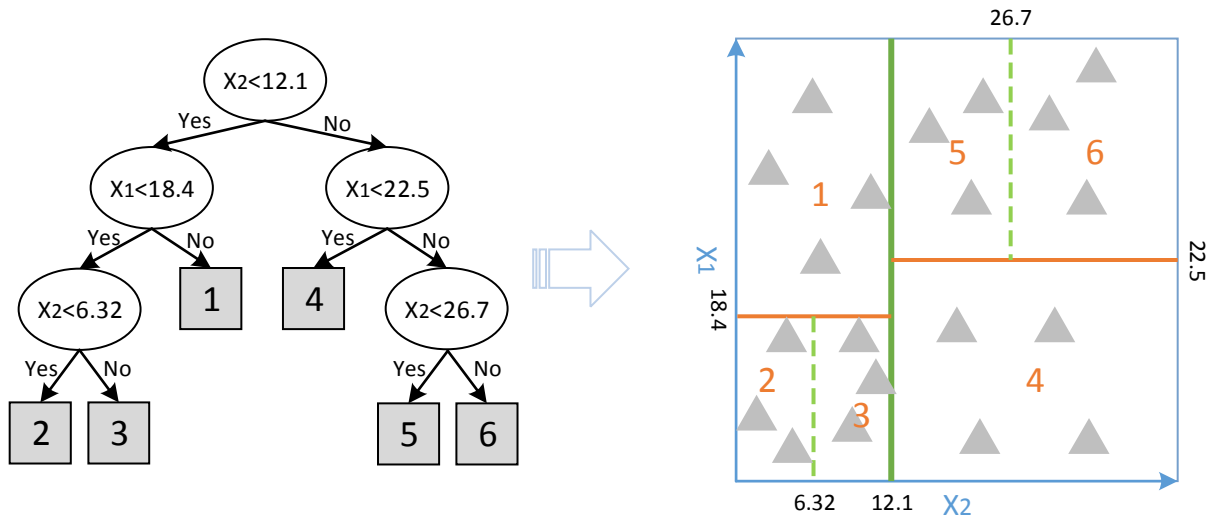 X2<12.1
Yes
No
X1<18.4
X1<22.5
Yes
No
Yes
No
X2<6.32
1
4
X2<26.7
Yes
No
Yes
No
2
3
5
6
26.7
5
6
1
X1
22.5
18.4
2
3
4
6.32
12.1
X2